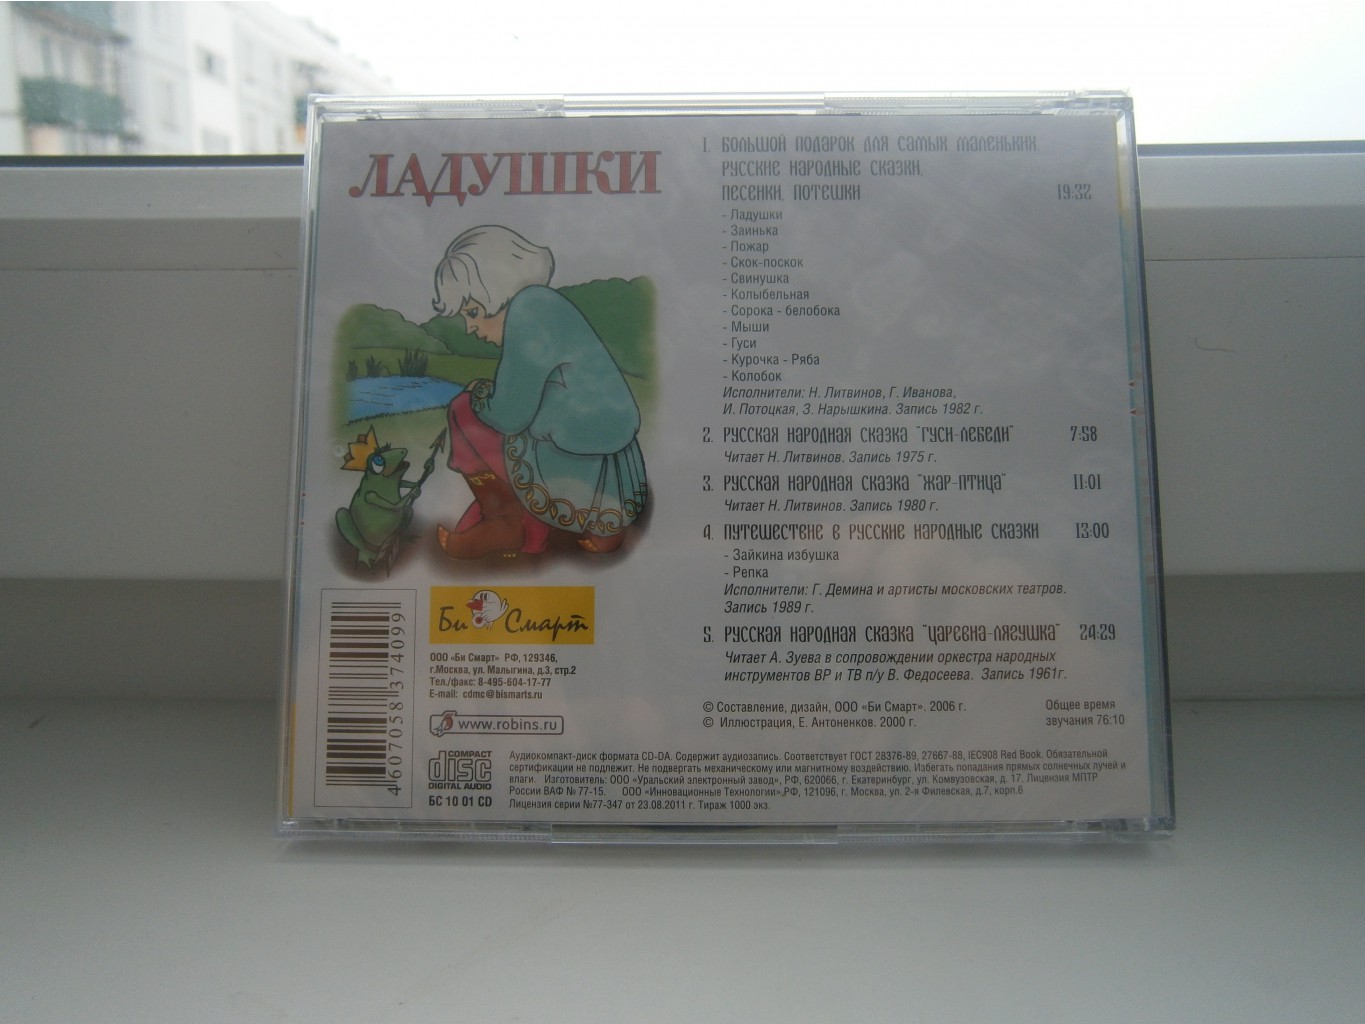 ЛАДУШКИ
1. БОЛЬШОЙ ПОДАРОК ДЛЯ САМЫХ МАЛЕНЬКИХ
РУССКИЕ НАРОДНЫЕ СКАЗКИ,
ПЕСЕНКИ, ПОТЕШКИ 19:32
- Ладушки
- Заинька
- Пожар
- Скок-поскок
- Свинушка
- Колыбельная
- Сорока - белобока
- Мыши
- Гуси
- Курочка - Ряба
- Колобок
Исполнители: Н. Литвинов, Г. Иванова,
И. Потоцкая, З. Нарышкина. Запись 1982 г.
2. РУССКАЯ НАРОДНАЯ СКАЗКА "ГУСИ-ЛЕБЕДИ" 7:58
Читает Н. Литвинов. Запись 1975 г.
3. РУССКАЯ НАРОДНАЯ СКАЗКА "ЖАР-ПТИЦА" 11:01
Читает Н. Литвинов. Запись 1980 г.
4. ПУТЕШЕСТВНЕ В РУССКИЕ НАРОДНЫЕ СКАЗКИ 13:00
- Зайкина избушка
- Репка
Исполнители: Г. Демина и артисты московских театров.
Запись 1989 г.
5. РУССКАЯ НАРОДНАЯ СКАЗКА "ЦАРЕВНА-ЛЯГУШКА" 24:29
Читает А. Зуева в сопровождении оркестра народных
инструментов ВР и ТВ п/у В. Федосеева. Запись 1961г.
© Составление, дизайн, ООО «Би Смарт». 2006 г.
© Иллюстрация, Е. Антоненков. 2000 г.
Общее время
звучания 76:10
Би Смарт
ООО «Би Смарт» РФ, 129346,
г.Москва, ул. Малыгина, д.3, стр.2
Тел./факс: 8-495-604-17-77
E-mail: cdmc@bismarts.ru
www.robins.ru
4607058374099
COMPACT
disc
DIGITAL AUDIO
БС 10 01 CD
Аудиокомпакт-диск формата CD-DA. Содержит аудиозапись. Соответствует ГОСТ 28376-89, 27667-88, IEC908 Red Book. Обязательной
сертификации не подлежит. Не подвергать механическому или магнитному воздействию. Избегать попадания прямых солнечных лучей и
влаги. Изготовитель: ООО «Уральский электронный завод», РФ, 620066, г. Екатеринбург, ул. Комвузовская, д. 17. Лицензия МПТР
России ВАФ № 77-15. ООО «Инновационные Технологии»,РФ, 121096, г. Москва, ул. 2-я Филевская, д.7, корп.6
Лицензия серии №77-347 от 23.08.2011 г. Тираж 1000 экз.